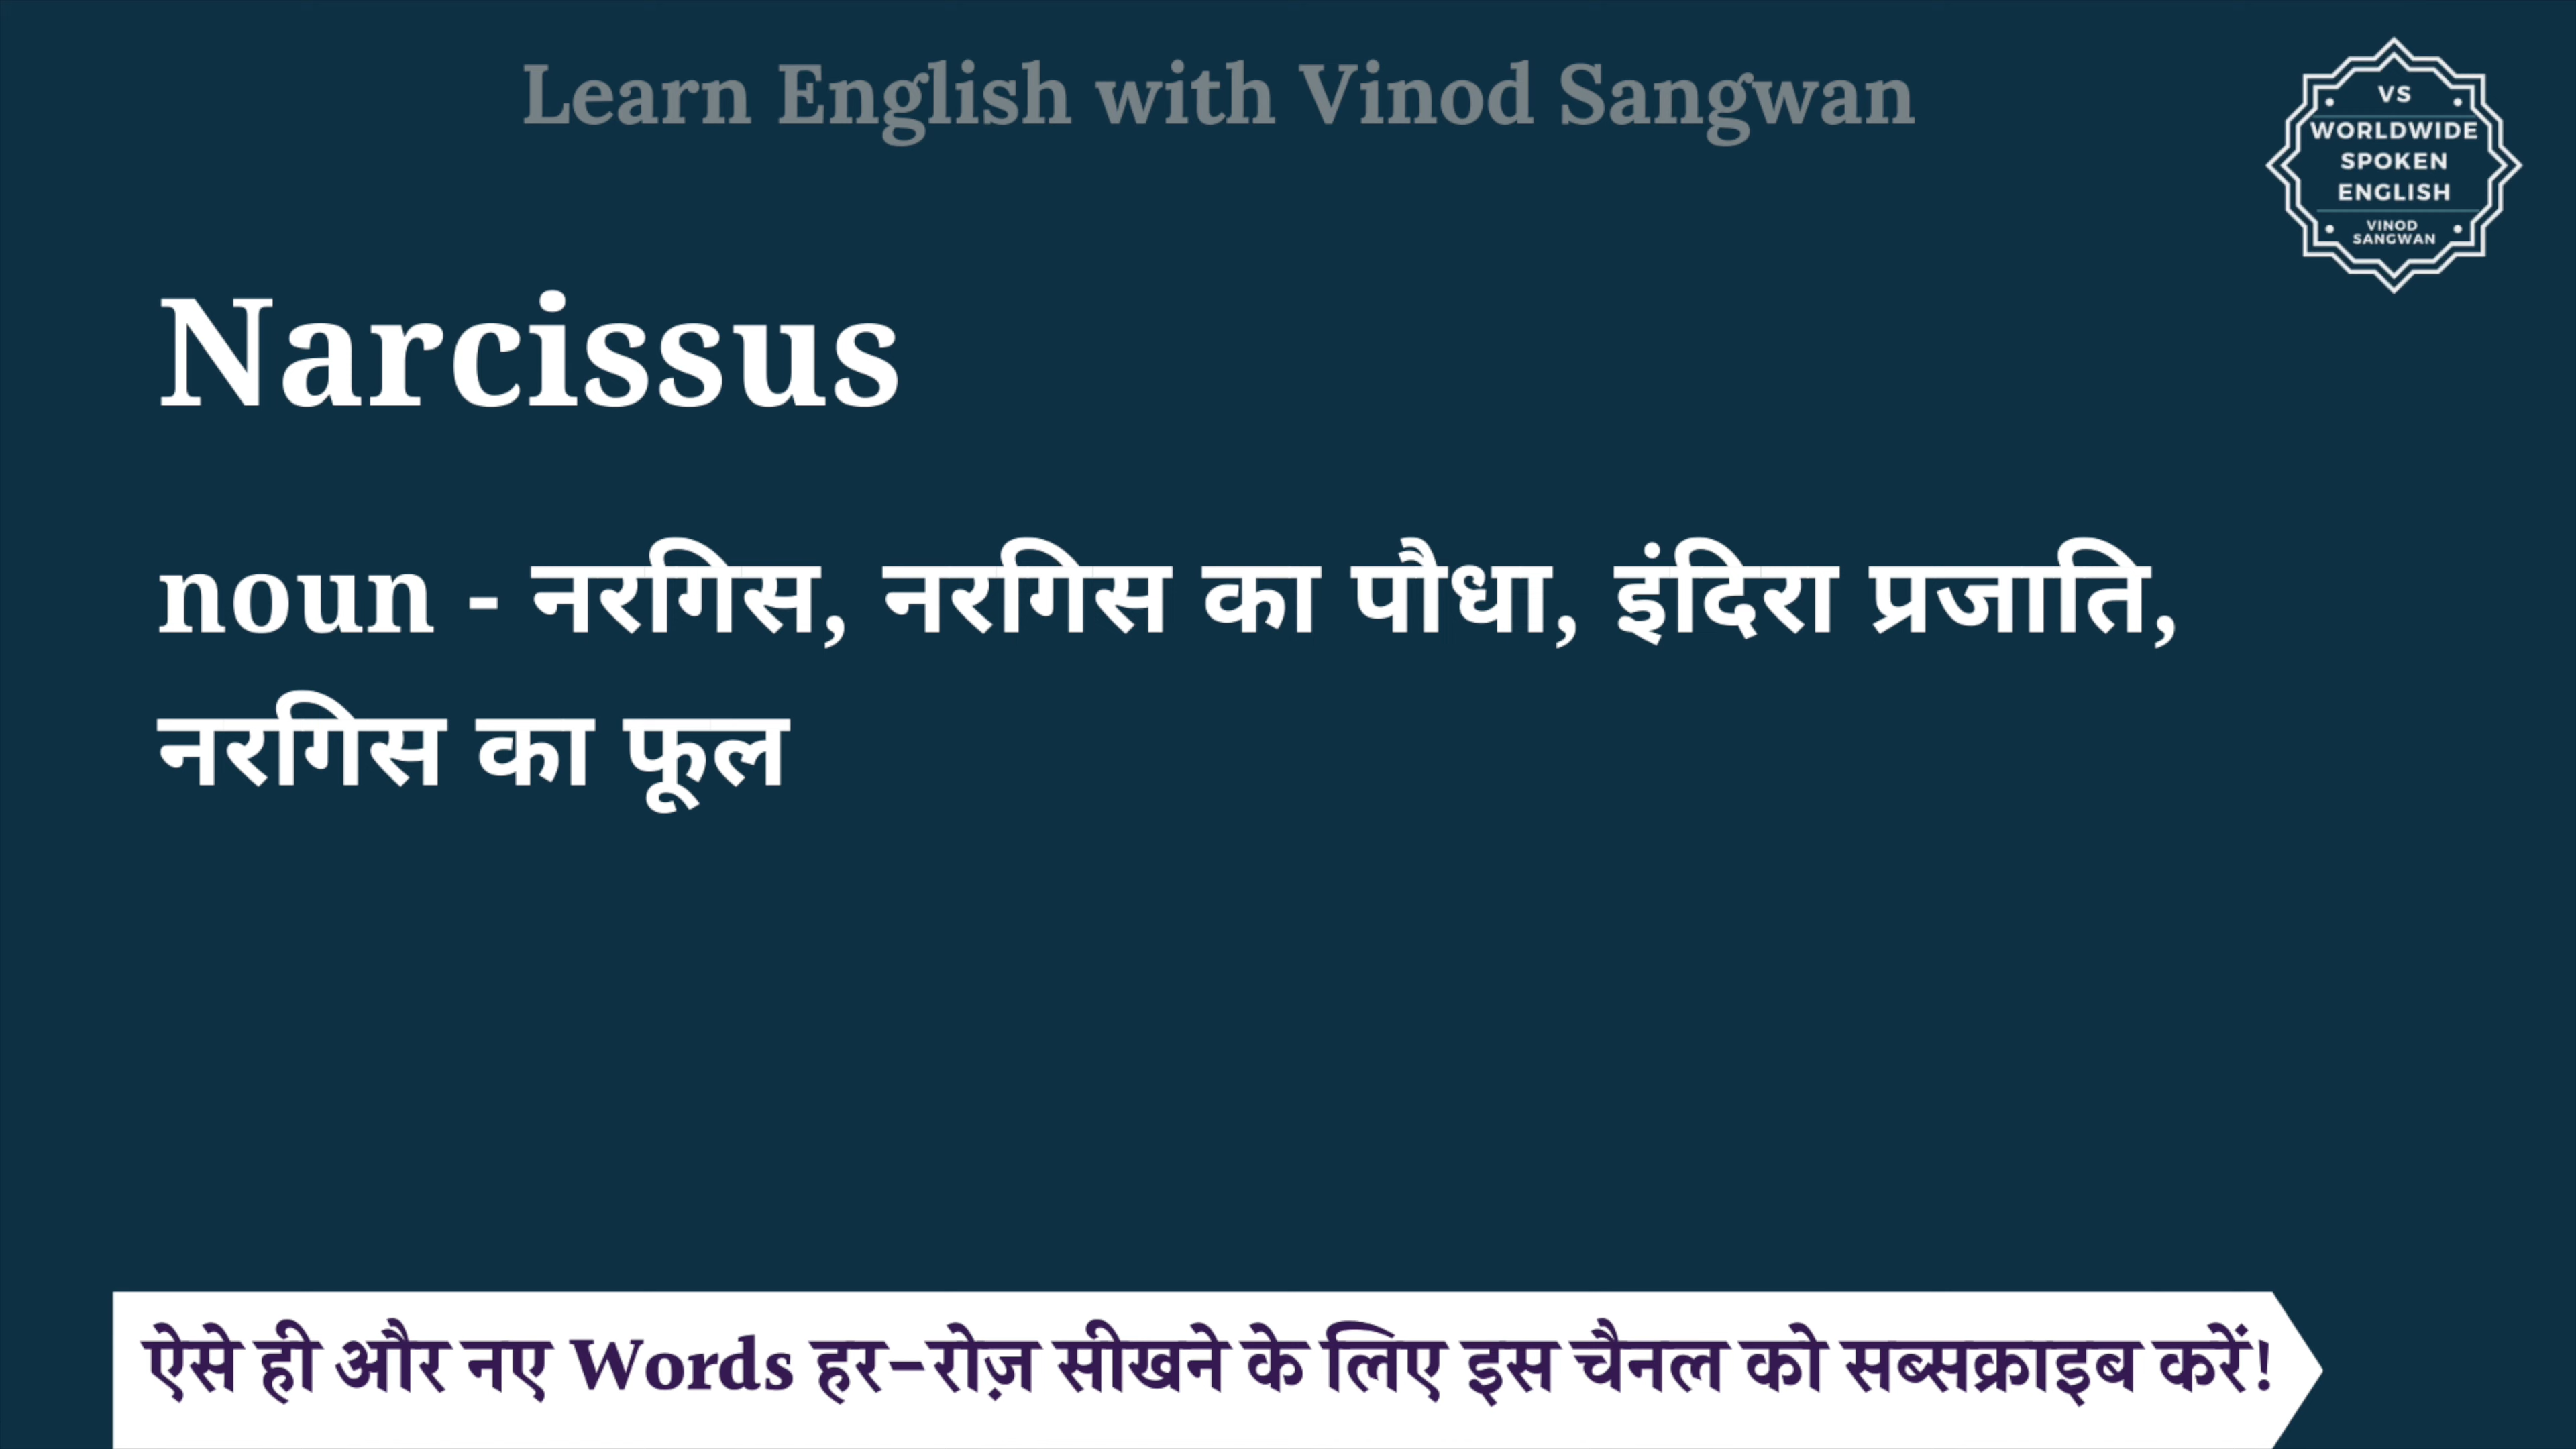 Learn English with Vinod Sangwan
VS
WORLDWIDE
SPOKEN
ENGLISH
VINOD
SANGWAN
Narcissus
noun - नरगिस, नरगिस का पौधा, इंदिरा प्रजाति,
नरगिस का फूल
ऐसे ही और नए Words हर-रोज़ सीखने के लिए इस चैनल को सब्सक्राइब करें!